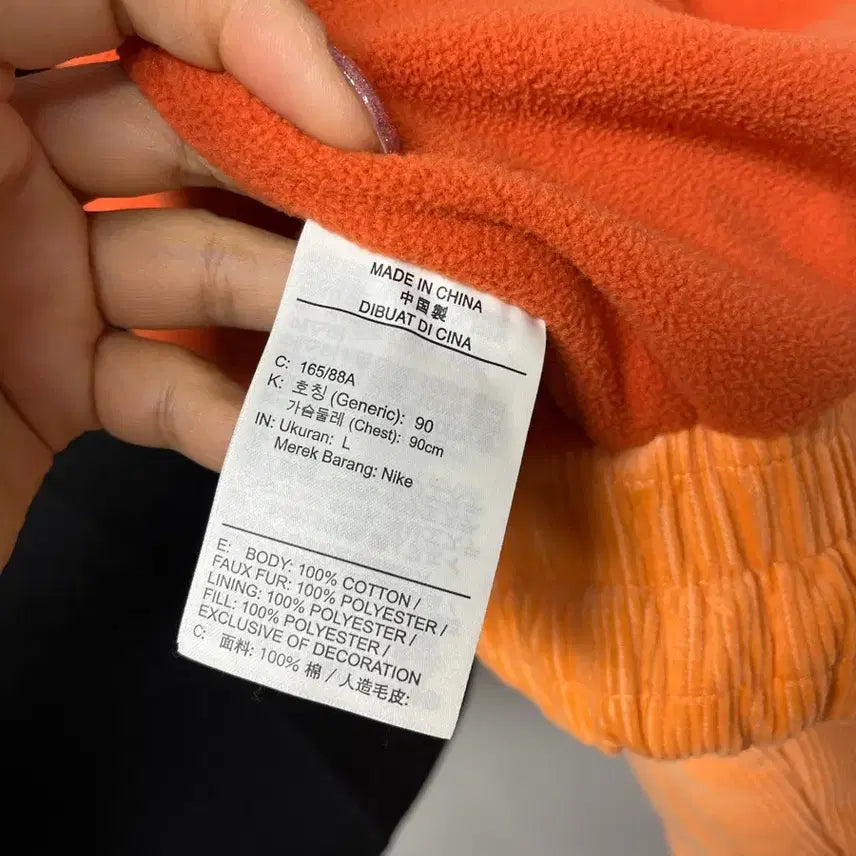 MADE IN CHINA
中国製
DIBUAT DI CINA
C: 165/88A
K: 호칭 (Generic): 90
가슴둘레 (Chest): 90cm
IN: Ukuran: L
Merek Barang: Nike
E: BODY: 100% COTTON /
FAUX FUR: 100% POLYESTER /
LINING: 100% POLYESTER /
FILL: 100% POLYESTER /
EXCLUSIVE OF DECORATION
C: 面料: 100% 棉 / 人造毛皮: